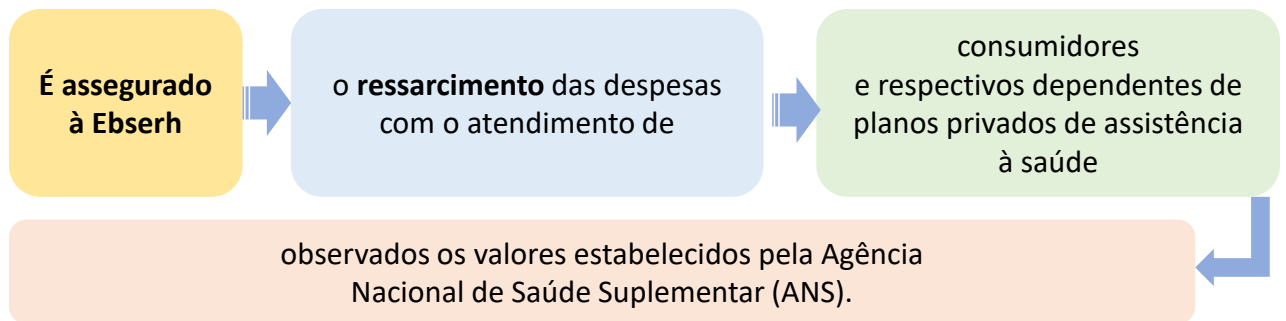 É assegurado
à Ebserh
o ressarcimento das despesas
com o atendimento de
consumidores
e respectivos dependentes de
planos privados de assistência
à saúde
observados os valores estabelecidos pela Agência
Nacional de Saúde Suplementar (ANS).